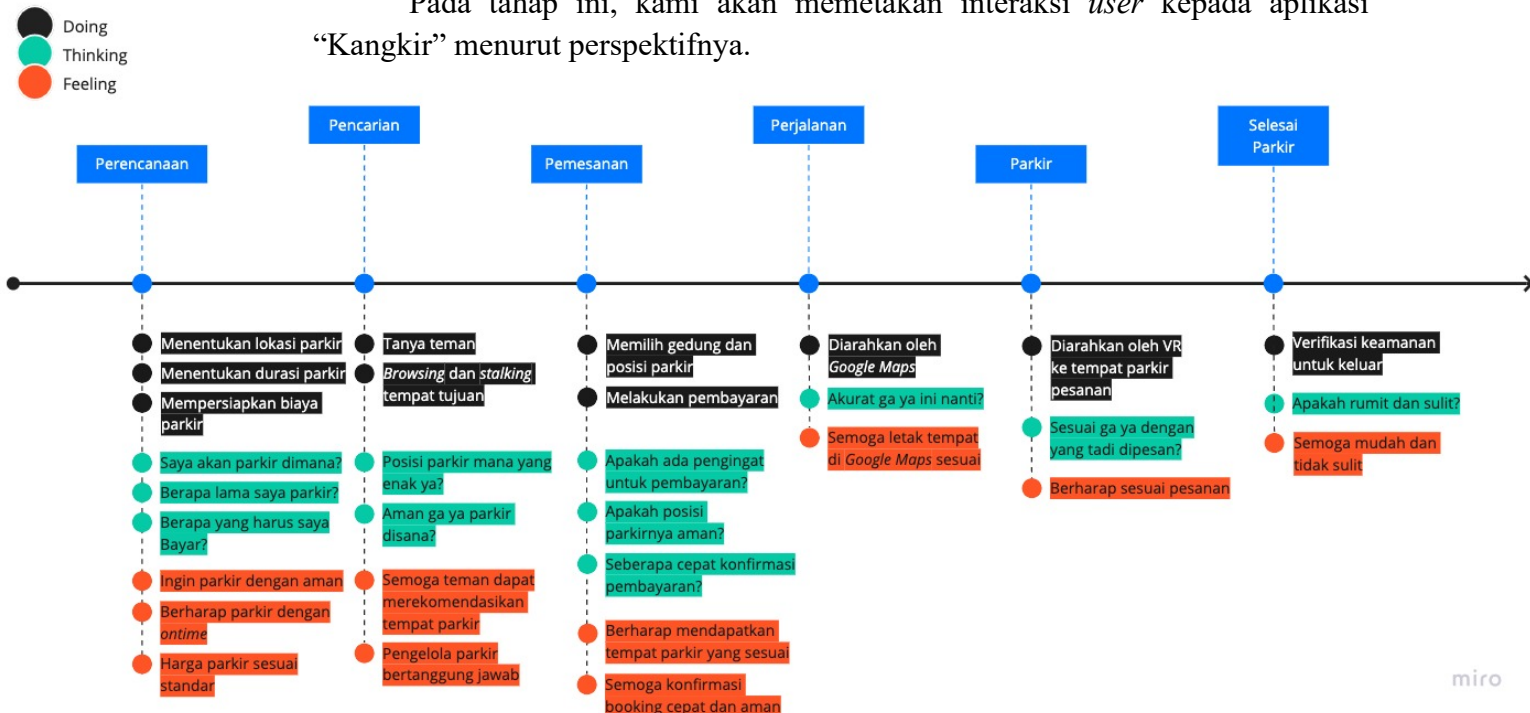 Pada tahap ini, kami akan memetakan interaksi user kepada aplikasi
“Kangkir” menurut perspektifnya.
Doing
Thinking
Feeling
Perencanaan
Pencarian
Pemesanan
Perjalanan
Parkir
Selesai
Parkir
Menentukan lokasi parkir
Menentukan durasi parkir
Mempersiapkan biaya
parkir
Saya akan parkir dimana?
Berapa lama saya parkir?
Berapa yang harus saya
Bayar?
Ingin parkir dengan aman
Berharap parkir dengan
ontime
Harga parkir sesuai
standar
Tanya teman
Browsing dan stalking
tempat tujuan
Posisi parkir mana yang
enak ya?
Aman ga ya parkir
disana?
Semoga teman dapat
merekomendasikan
tempat parkir
Pengelola parkir
bertanggung jawab
Memilih gedung dan
posisi parkir
Melakukan pembayaran
Apakah ada pengingat
untuk pembayaran?
Apakah posisi
parkirnya aman?
Seberapa cepat konfirmasi
pembayaran?
Berharap mendapatkan
tempat parkir yang sesuai
Semoga konfirmasi
booking cepat dan aman
Diarahkan oleh
Google Maps
Akurat ga ya ini nanti?
Semoga letak tempat
di Google Maps sesuai
Diarahkan oleh VR
ke tempat parkir
pesanan
Sesuai ga ya dengan
yang tadi dipesan?
Berharap sesuai pesanan
Verifikasi keamanan
untuk keluar
Apakah rumit dan sulit?
Semoga mudah dan
tidak sulit
miro